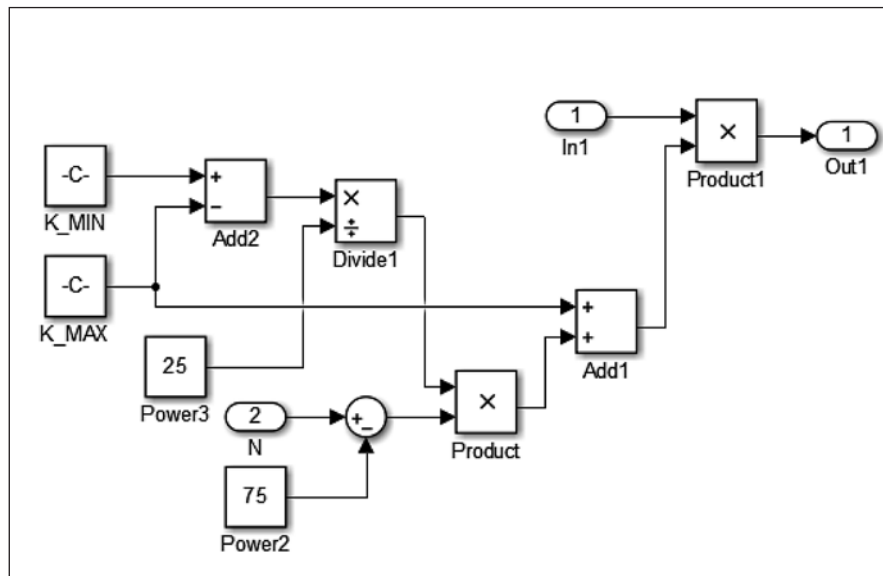 1
In1
×
Product1
1
Out1
-C-
K_MIN
+
−
Add2
×
÷
Divide1
-C-
K_MAX
+
+
Add1
25
Power3
2
N
+
−
×
Product
75
Power2